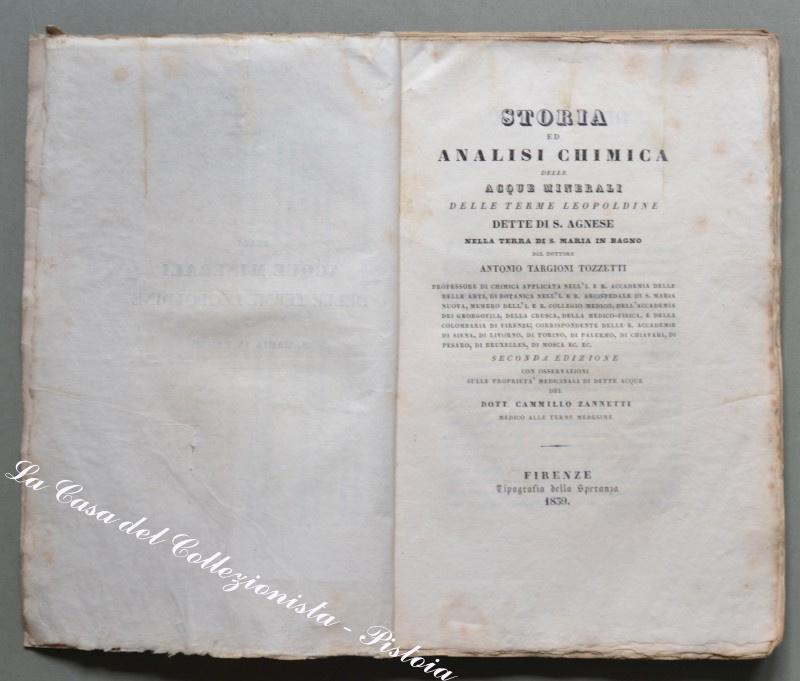 STORIA
ED
ANALISI CHIMICA
DELLE
ACQUE MINERALI
DELLE TERME LEOPOLDINE
DETTE DI S. AGNESE
NELLA TERRA DI S. MARIA IN BAGNO
DEL DOTTORE
ANTONIO TARGIONI TOZZETTI
PROFESSORE DI CHIMICA APPLICATA NELL'I. E R. ACCADEMIA DELLE
BELLE ARTI, DI BOTANICA NELL'I. E R. ARCISPEDALE DI S. MARIA
NUOVA, MEMBRO DELL'I. E R. COLLEGIO MEDICO, DELL'ACCADEMIA
DEI GEORGOFILI, DELLA CRUSCA, DELLA MEDICO-FISICA, E DELLA
COLOMBARIA DI FIRENZE; CORRISPONDENTE DELLE R. ACCADEMIE
DI SIENA, DI LIVORNO, DI TORINO, DI PALERMO, DI CHIAVARI, DI
PESARO, DI BRUXELLES, DI MOSCA EC. EC.
SECONDA EDIZIONE
CON OSSERVAZIONI
SULLE PROPRIETA' MEDICINALI DI DETTE ACQUE
DEL
DOTT. CAMMILLO ZANNETTI
MEDICO ALLE TERME MEDESIME
FIRENZE
Tipografia della Speranza
1839.
La Casa del Collezionista - Pistoia